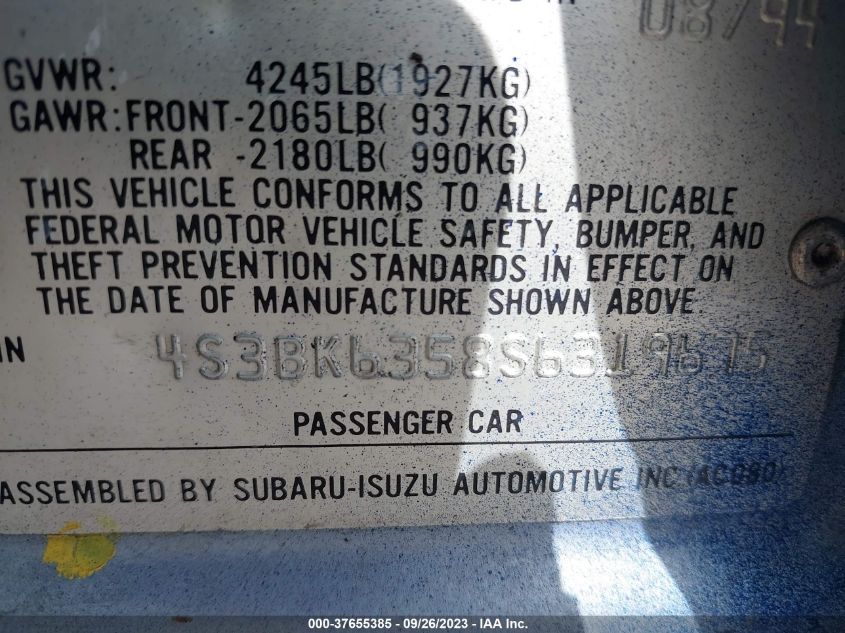 08/94
GVWR: 4245LB(1927KG)
GAWR:FRONT-2065LB( 937KG)
REAR -2180LB( 990KG)
THIS VEHICLE CONFORMS TO ALL APPLICABLE
FEDERAL MOTOR VEHICLE SAFETY, BUMPER, AND
THEFT PREVENTION STANDARDS IN EFFECT ON
THE DATE OF MANUFACTURE SHOWN ABOVE.
IN 4S3BK6358S6319675
PASSENGER CAR
ASSEMBLED BY SUBARU-ISUZU AUTOMOTIVE INC (AC080)
000-37655385 - 09/26/2023 - IAA Inc.